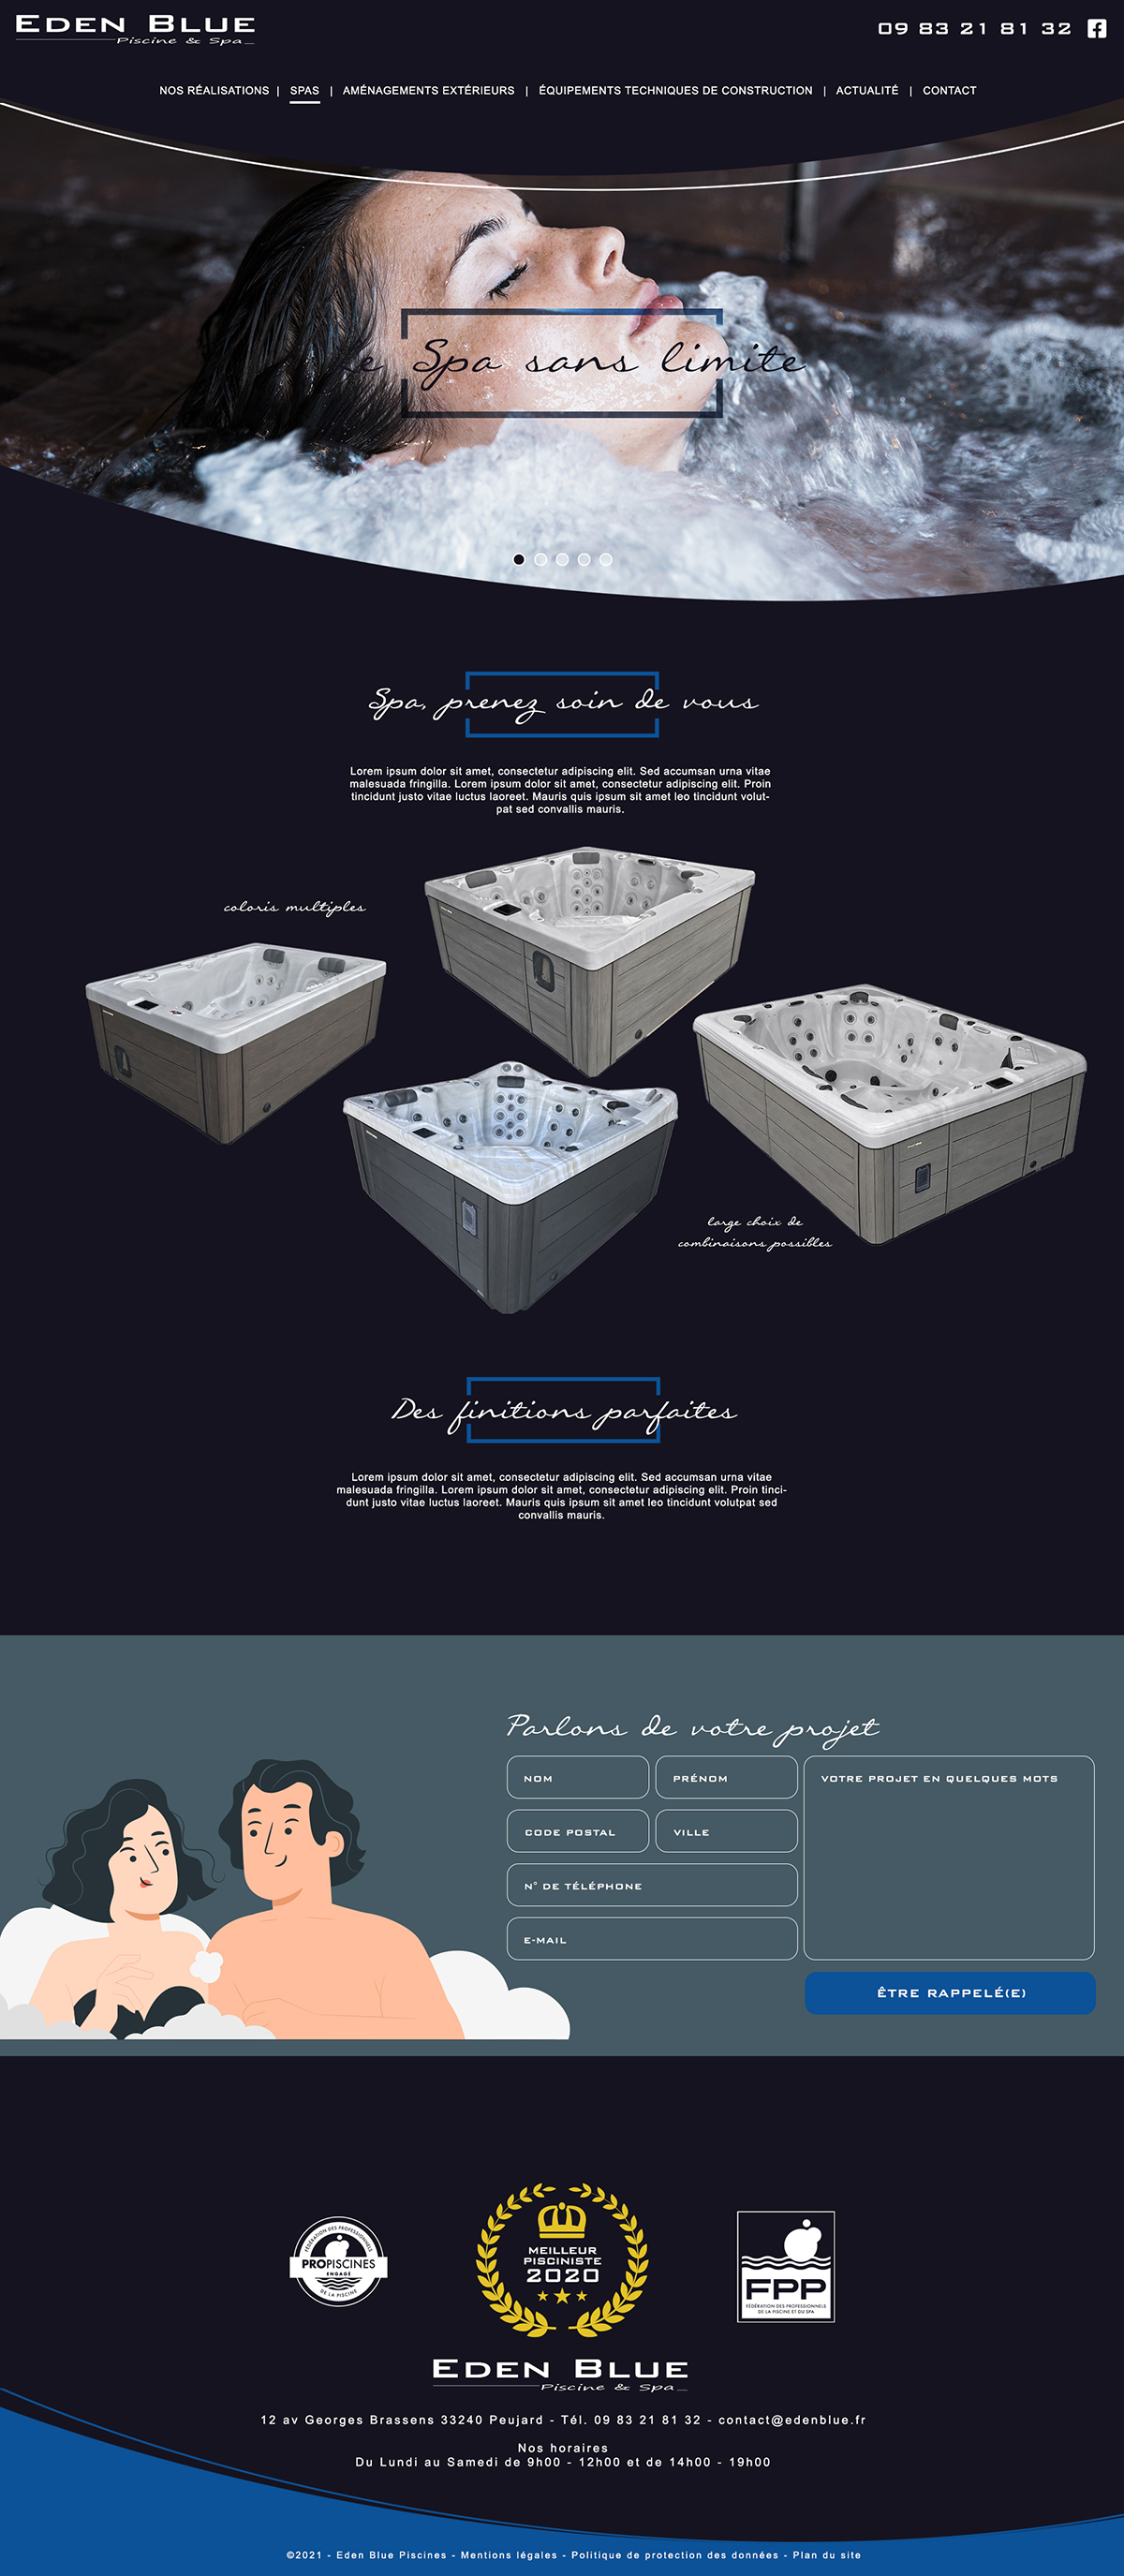 EDEN BLUE
Piscine & Spa
09 83 21 81 32
NOS RÉALISATIONS | SPAS | AMÉNAGEMENTS EXTÉRIEURS | ÉQUIPEMENTS TECHNIQUES DE CONSTRUCTION | ACTUALITÉ | CONTACT
Le Spa sans limite
Spa, prenez soin de vous
Lorem ipsum dolor sit amet, consectetur adipiscing elit. Sed accumsan urna vitae
malesuada fringilla. Lorem ipsum dolor sit amet, consectetur adipiscing elit. Proin
tincidunt justo vitae luctus laoreet. Mauris quis ipsum sit amet leo tincidunt volut-
pat sed convallis mauris.
coloris multiples
large choix de
combinaisons possibles
Des finitions parfaites
Lorem ipsum dolor sit amet, consectetur adipiscing elit. Sed accumsan urna vitae
malesuada fringilla. Lorem ipsum dolor sit amet, consectetur adipiscing elit. Proin tinci-
dunt justo vitae luctus laoreet. Mauris quis ipsum sit amet leo tincidunt volutpat sed
convallis mauris.
Parlons de votre projet
NOM
PRÉNOM
VOTRE PROJET EN QUELQUES MOTS
CODE POSTAL
VILLE
N° DE TÉLÉPHONE
E-MAIL
ÊTRE RAPPELÉ(E)
FÉDÉRATION DES PROFESSIONNELS
PROPISCINES
ENGAGÉ
DE LA PISCINE
MEILLEUR
PISCINISTE
2020
FPP
FÉDÉRATION DES PROFESSIONNELS
DE LA PISCINE ET DU SPA
EDEN BLUE
Piscine & Spa
12 av Georges Brassens 33240 Peujard - Tél. 09 83 21 81 32 - contact@edenblue.fr
Nos horaires
Du Lundi au Samedi de 9h00 - 12h00 et de 14h00 - 19h00
©2021 - Eden Blue Piscines - Mentions légales - Politique de protection des données - Plan du site